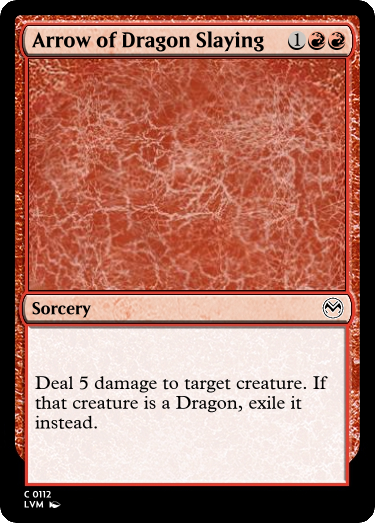 Arrow of Dragon Slaying 1
Sorcery
Deal 5 damage to target creature. If
that creature is a Dragon, exile it
instead.
C 0112
LVM